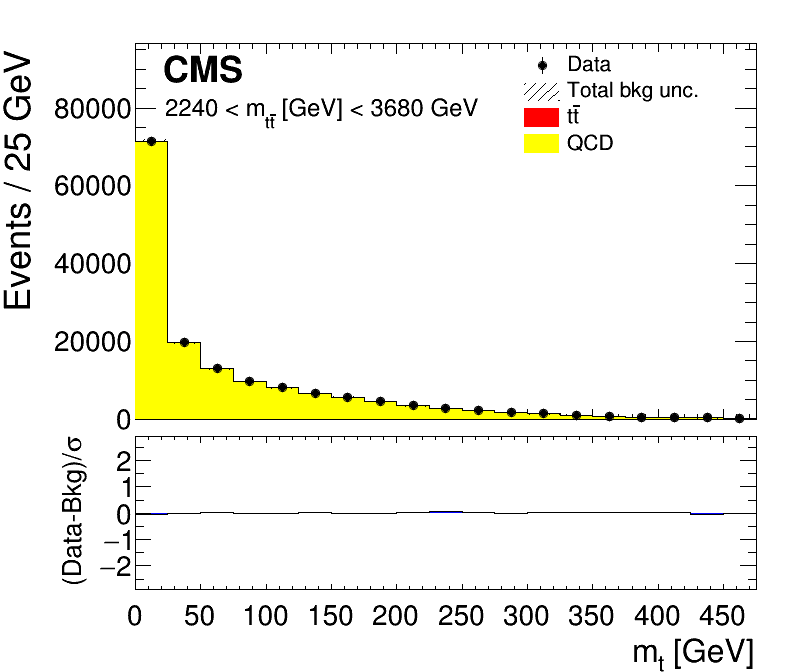 CMS
2240 < m_tt̄ [GeV] < 3680 GeV
Data
Total bkg unc.
tt̄
QCD
Events / 25 GeV
80000
60000
40000
20000
0
(Data-Bkg)/σ
2
1
0
−1
−2
0 50 100 150 200 250 300 350 400 450
m_t [GeV]